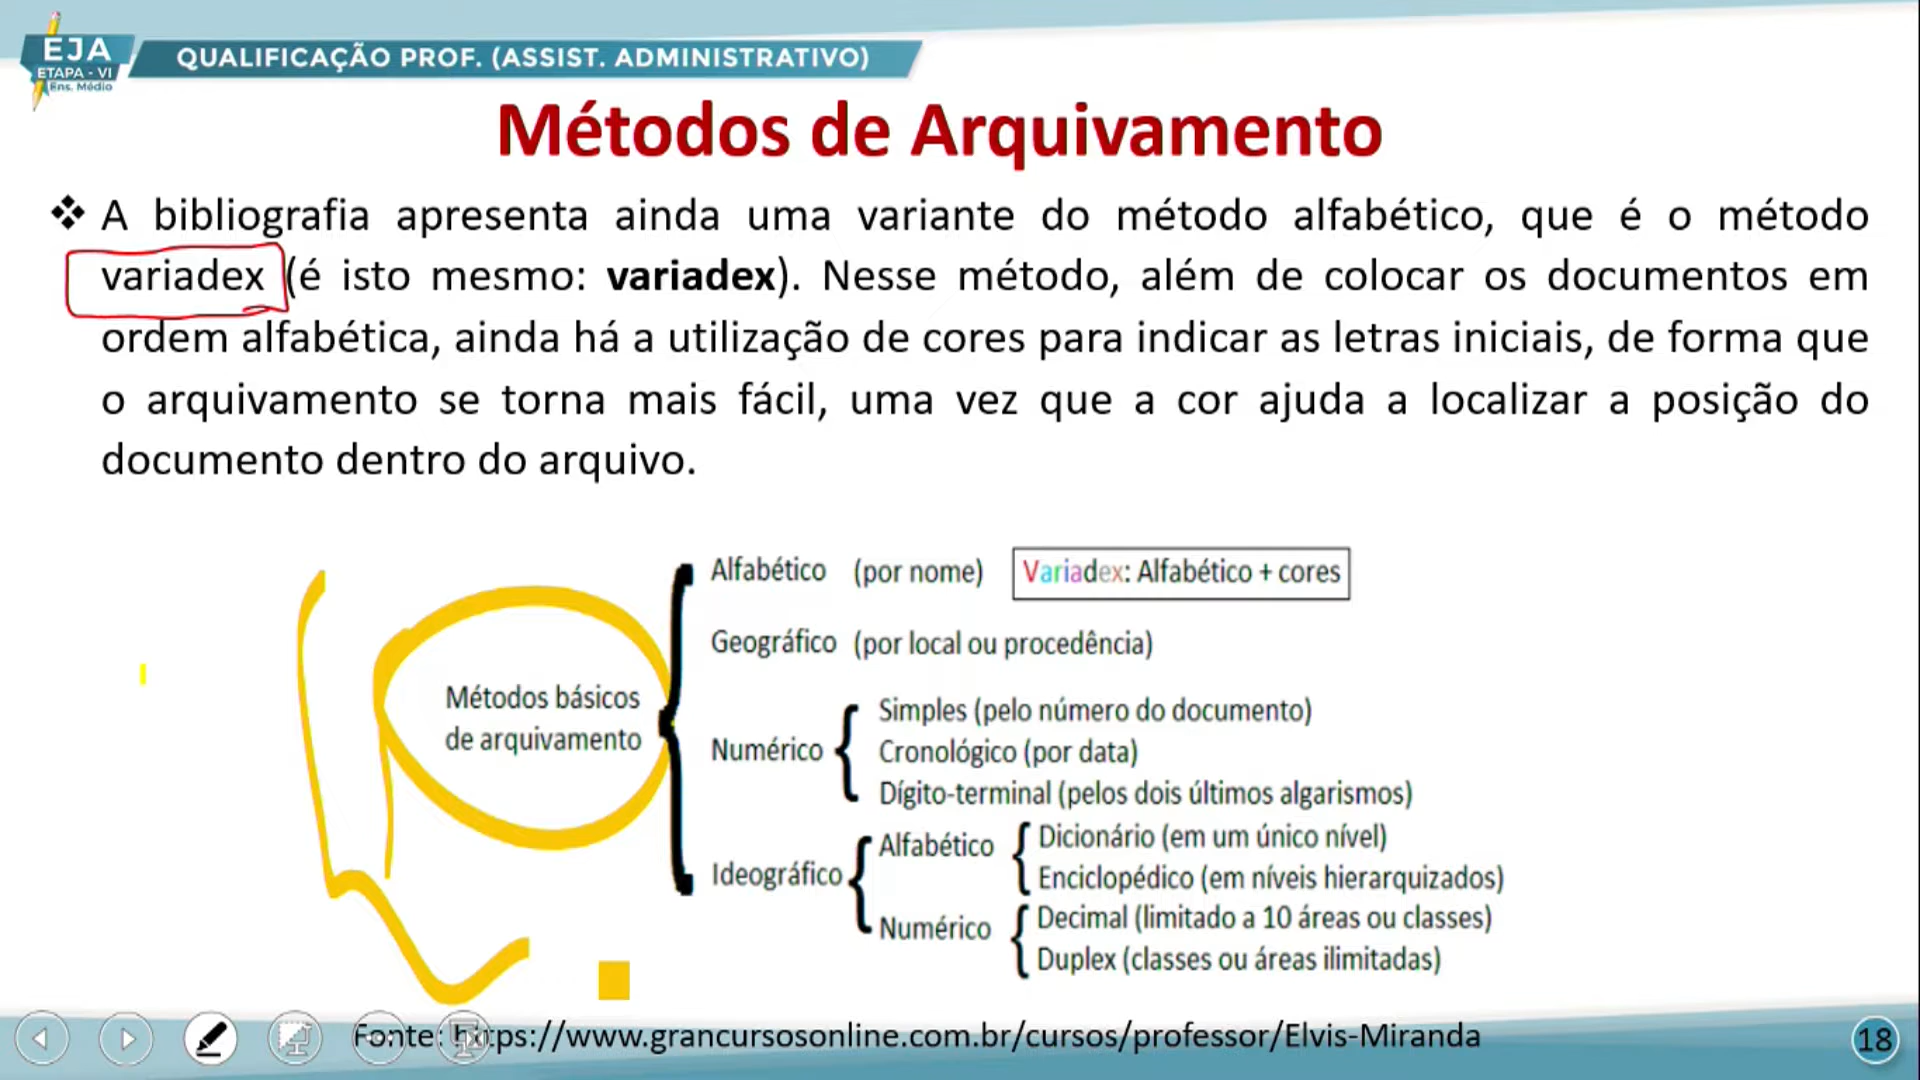 EJA
ETAPA - VI
Ens. Médio
QUALIFICAÇÃO PROF. (ASSIST. ADMINISTRATIVO)
Métodos de Arquivamento
❖ A bibliografia apresenta ainda uma variante do método alfabético, que é o método
variadex (é isto mesmo: variadex). Nesse método, além de colocar os documentos em
ordem alfabética, ainda há a utilização de cores para indicar as letras iniciais, de forma que
o arquivamento se torna mais fácil, uma vez que a cor ajuda a localizar a posição do
documento dentro do arquivo.
Métodos básicos
de arquivamento
Alfabético (por nome) Variadex: Alfabético + cores
Geográfico (por local ou procedência)
Numérico
Simples (pelo número do documento)
Cronológico (por data)
Dígito-terminal (pelos dois últimos algarismos)
Ideográfico
Alfabético
Dicionário (em um único nível)
Enciclopédico (em níveis hierarquizados)
Numérico
Decimal (limitado a 10 áreas ou classes)
Duplex (classes ou áreas ilimitadas)
Fonte: https://www.grancursosonline.com.br/cursos/professor/Elvis-Miranda
18